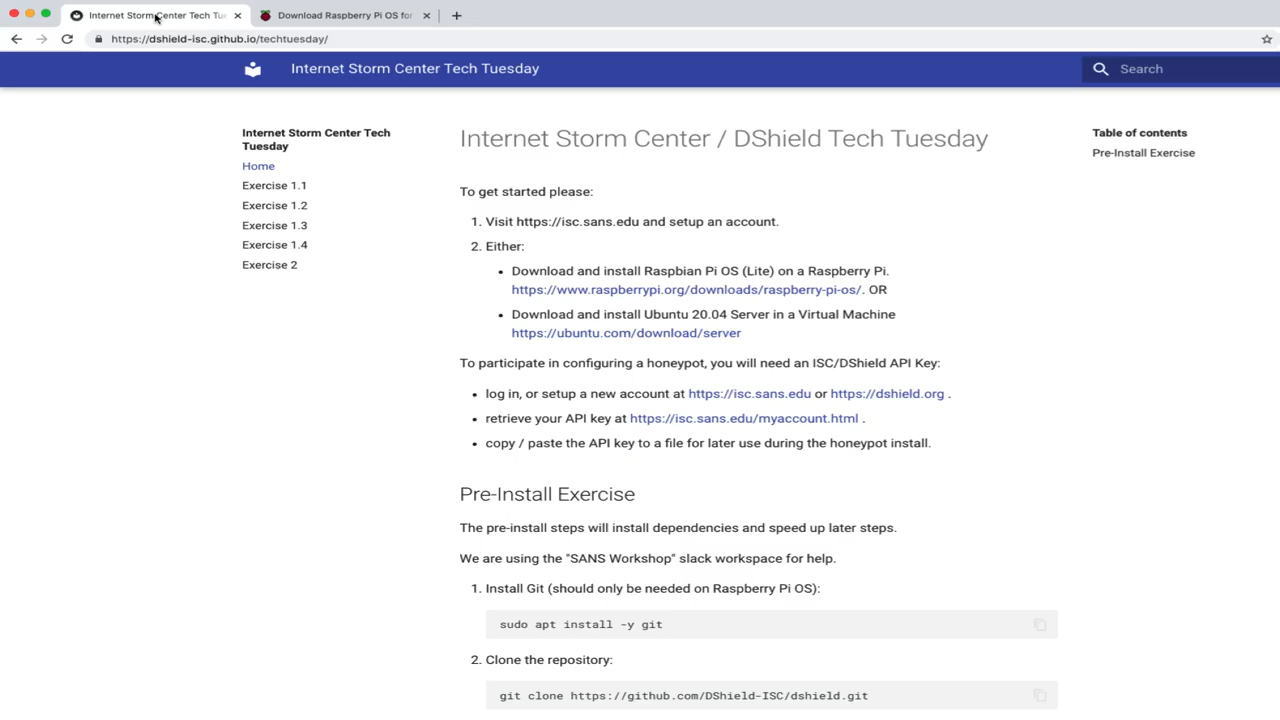 Internet Storm Center Tech Tue
Download Raspberry Pi OS for
https://dshield-isc.github.io/techtuesday/
Internet Storm Center Tech Tuesday
Search
Internet Storm Center Tech
Tuesday
Home
Exercise 1.1
Exercise 1.2
Exercise 1.3
Exercise 1.4
Exercise 2
Internet Storm Center / DShield Tech Tuesday
To get started please:
1. Visit https://isc.sans.edu and setup an account.
2. Either:
• Download and install Raspbian Pi OS (Lite) on a Raspberry Pi.
https://www.raspberrypi.org/downloads/raspberry-pi-os/. OR
• Download and install Ubuntu 20.04 Server in a Virtual Machine
https://ubuntu.com/download/server
To participate in configuring a honeypot, you will need an ISC/DShield API Key:
• log in, or setup a new account at https://isc.sans.edu or https://dshield.org .
• retrieve your API key at https://isc.sans.edu/myaccount.html .
• copy / paste the API key to a file for later use during the honeypot install.
Pre-Install Exercise
The pre-install steps will install dependencies and speed up later steps.
We are using the "SANS Workshop" slack workspace for help.
1. Install Git (should only be needed on Raspberry Pi OS):
sudo apt install -y git
2. Clone the repository:
git clone https://github.com/DShield-ISC/dshield.git
Table of contents
Pre-Install Exercise